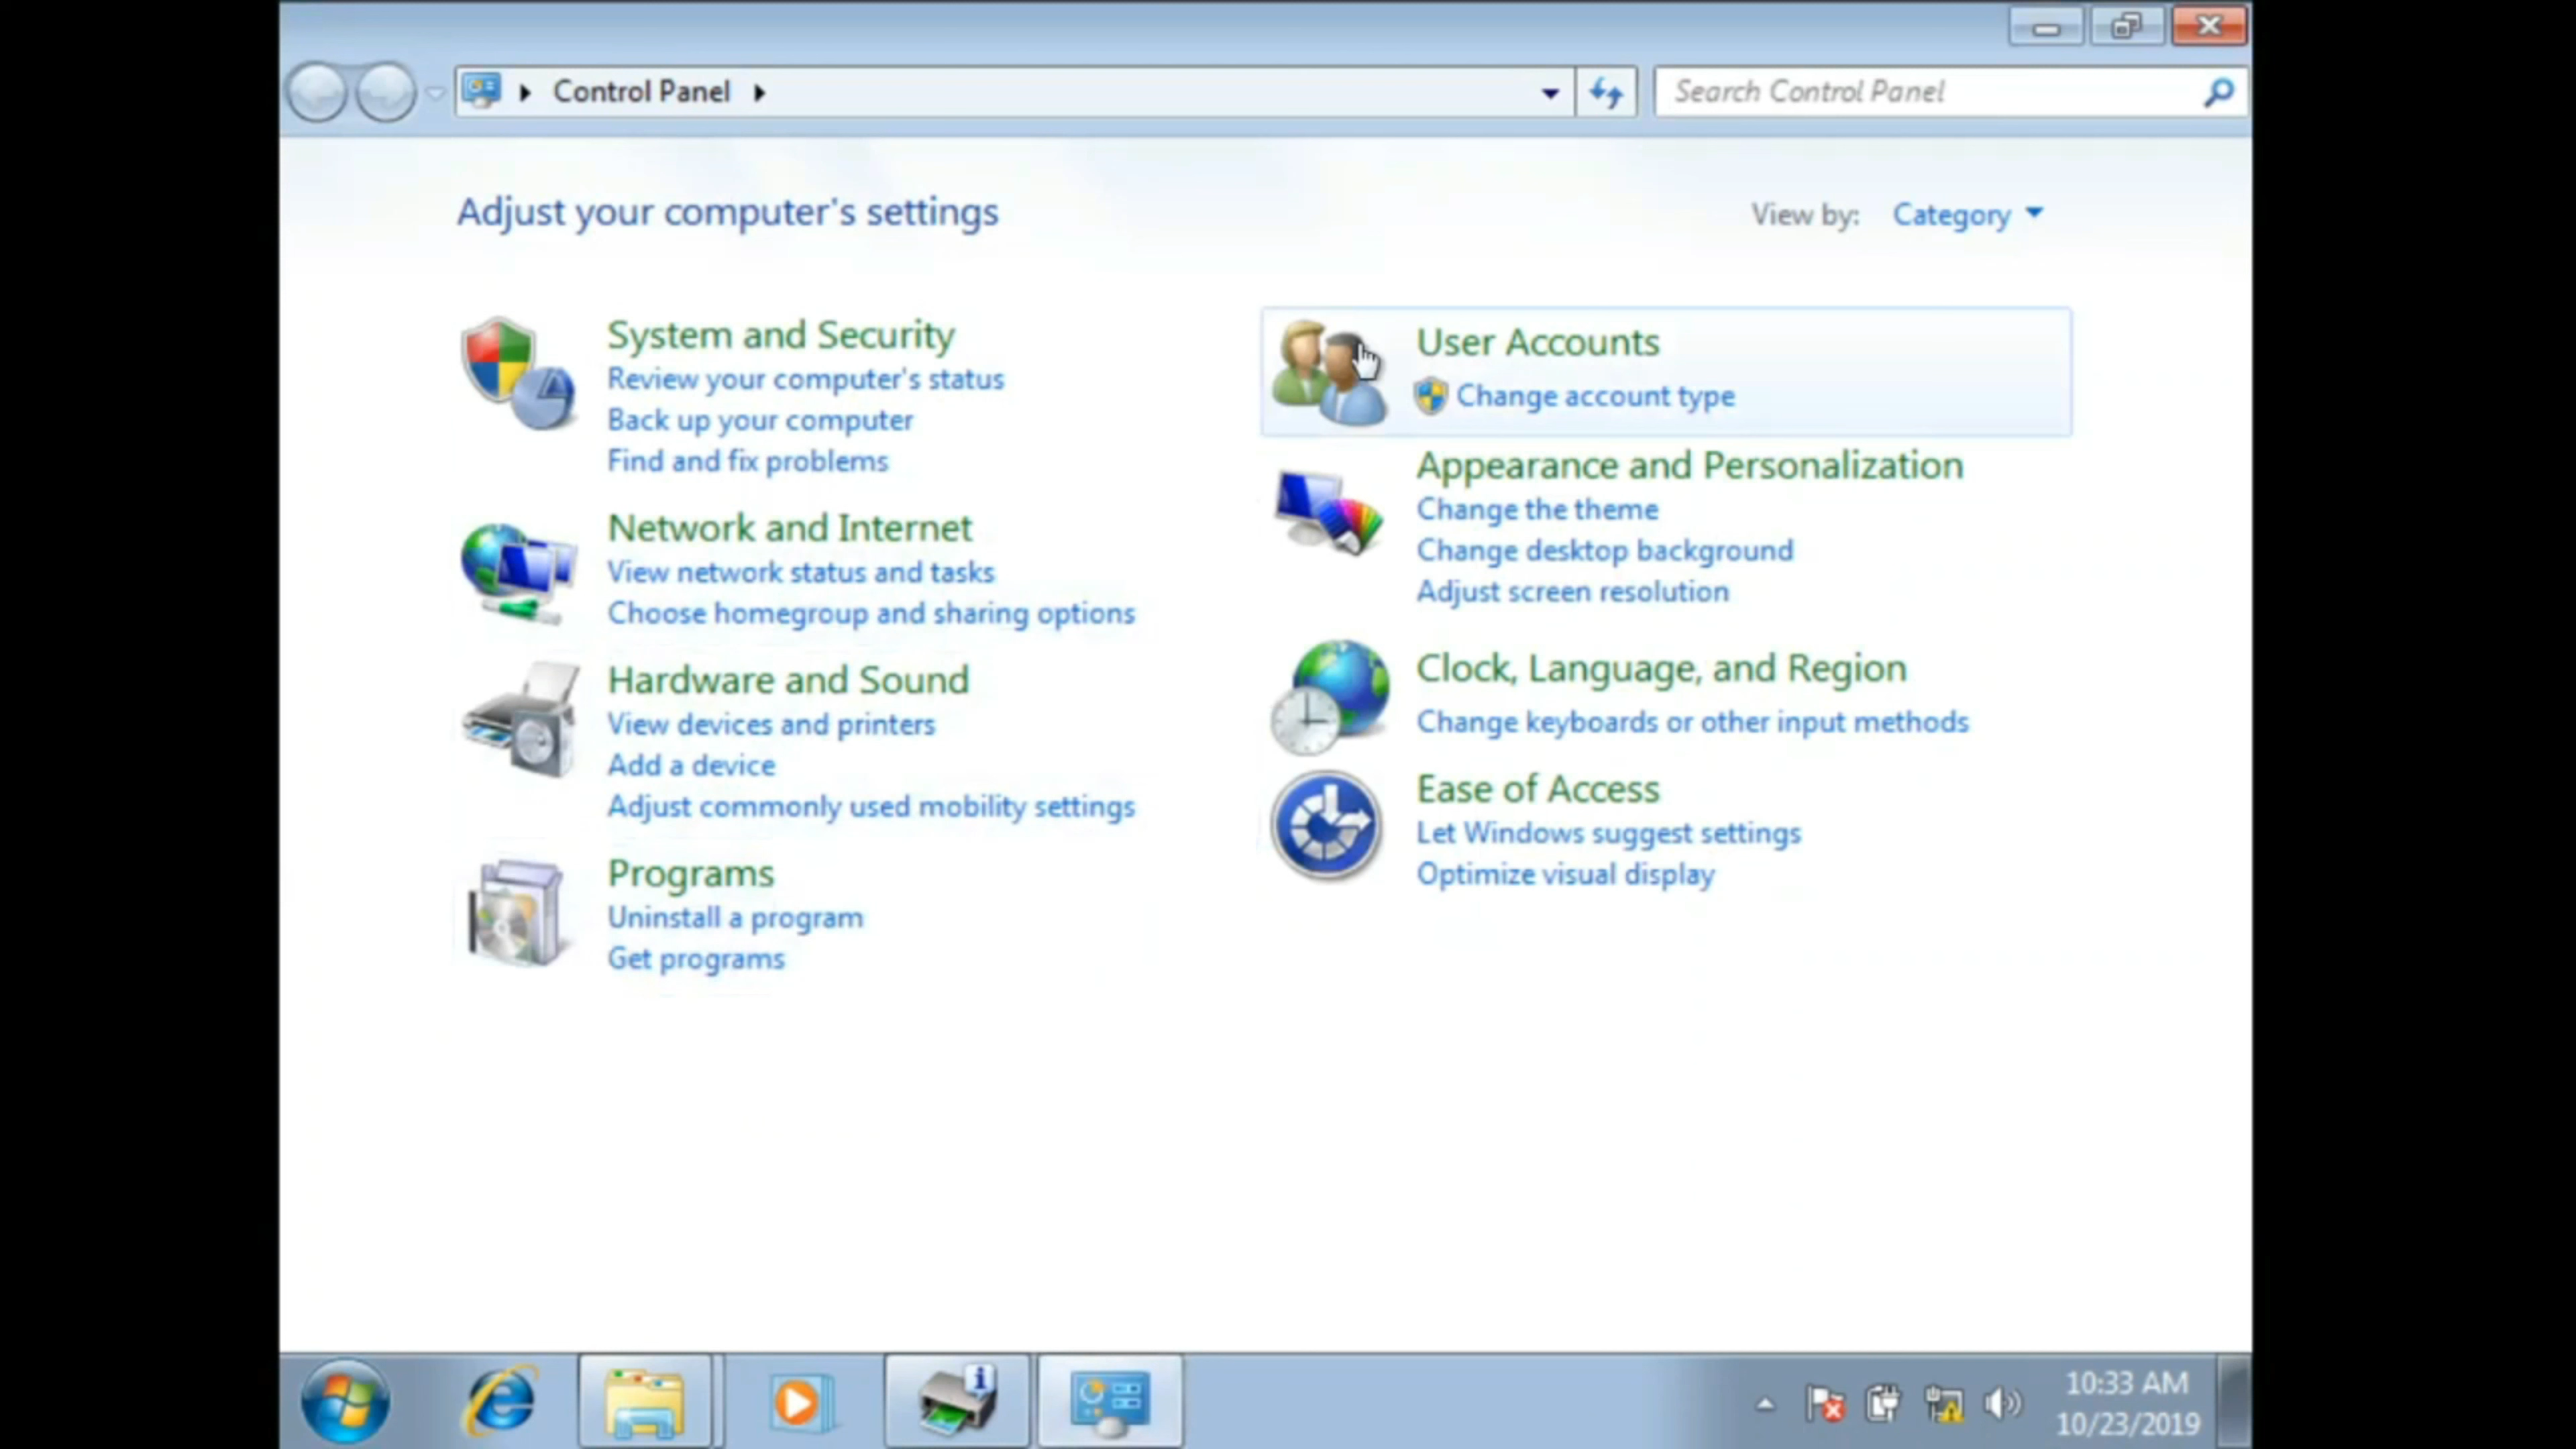 Control Panel
Search Control Panel
Adjust your computer's settings
View by: Category
System and Security
Review your computer's status
Back up your computer
Find and fix problems
Network and Internet
View network status and tasks
Choose homegroup and sharing options
Hardware and Sound
View devices and printers
Add a device
Adjust commonly used mobility settings
Programs
Uninstall a program
Get programs
User Accounts
Change account type
Appearance and Personalization
Change the theme
Change desktop background
Adjust screen resolution
Clock, Language, and Region
Change keyboards or other input methods
Ease of Access
Let Windows suggest settings
Optimize visual display
10:33 AM
10/23/2019